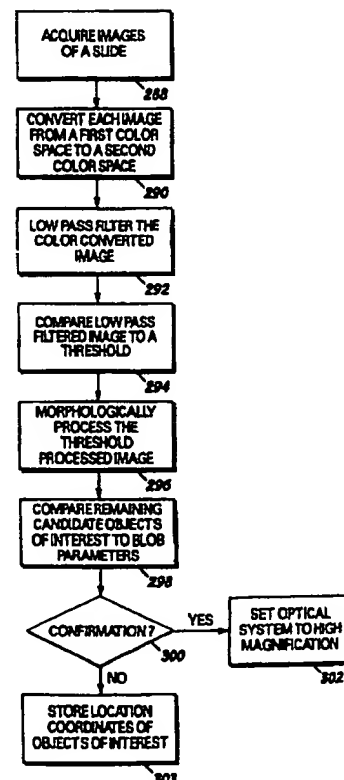 ACQUIRE IMAGES
OF A SLIDE
288
CONVERT EACH IMAGE
FROM A FIRST COLOR
SPACE TO A SECOND
COLOR SPACE
290
LOW PASS FILTER THE
COLOR CONVERTED
IMAGE
292
COMPARE LOW PASS
FILTERED IMAGE TO A
THRESHOLD
294
MORPHOLOGICALLY
PROCESS THE
THRESHOLD
PROCESSED IMAGE
296
COMPARE REMAINING
CANDIDATE OBJECTS
OF INTEREST TO BLOB
PARAMETERS
298
CONFIRMATION ?
300
YES
SET OPTICAL
SYSTEM TO HIGH
MAGNIFICATION
302
NO
STORE LOCATION
COORDINATES OF
OBJECTS OF INTEREST
303